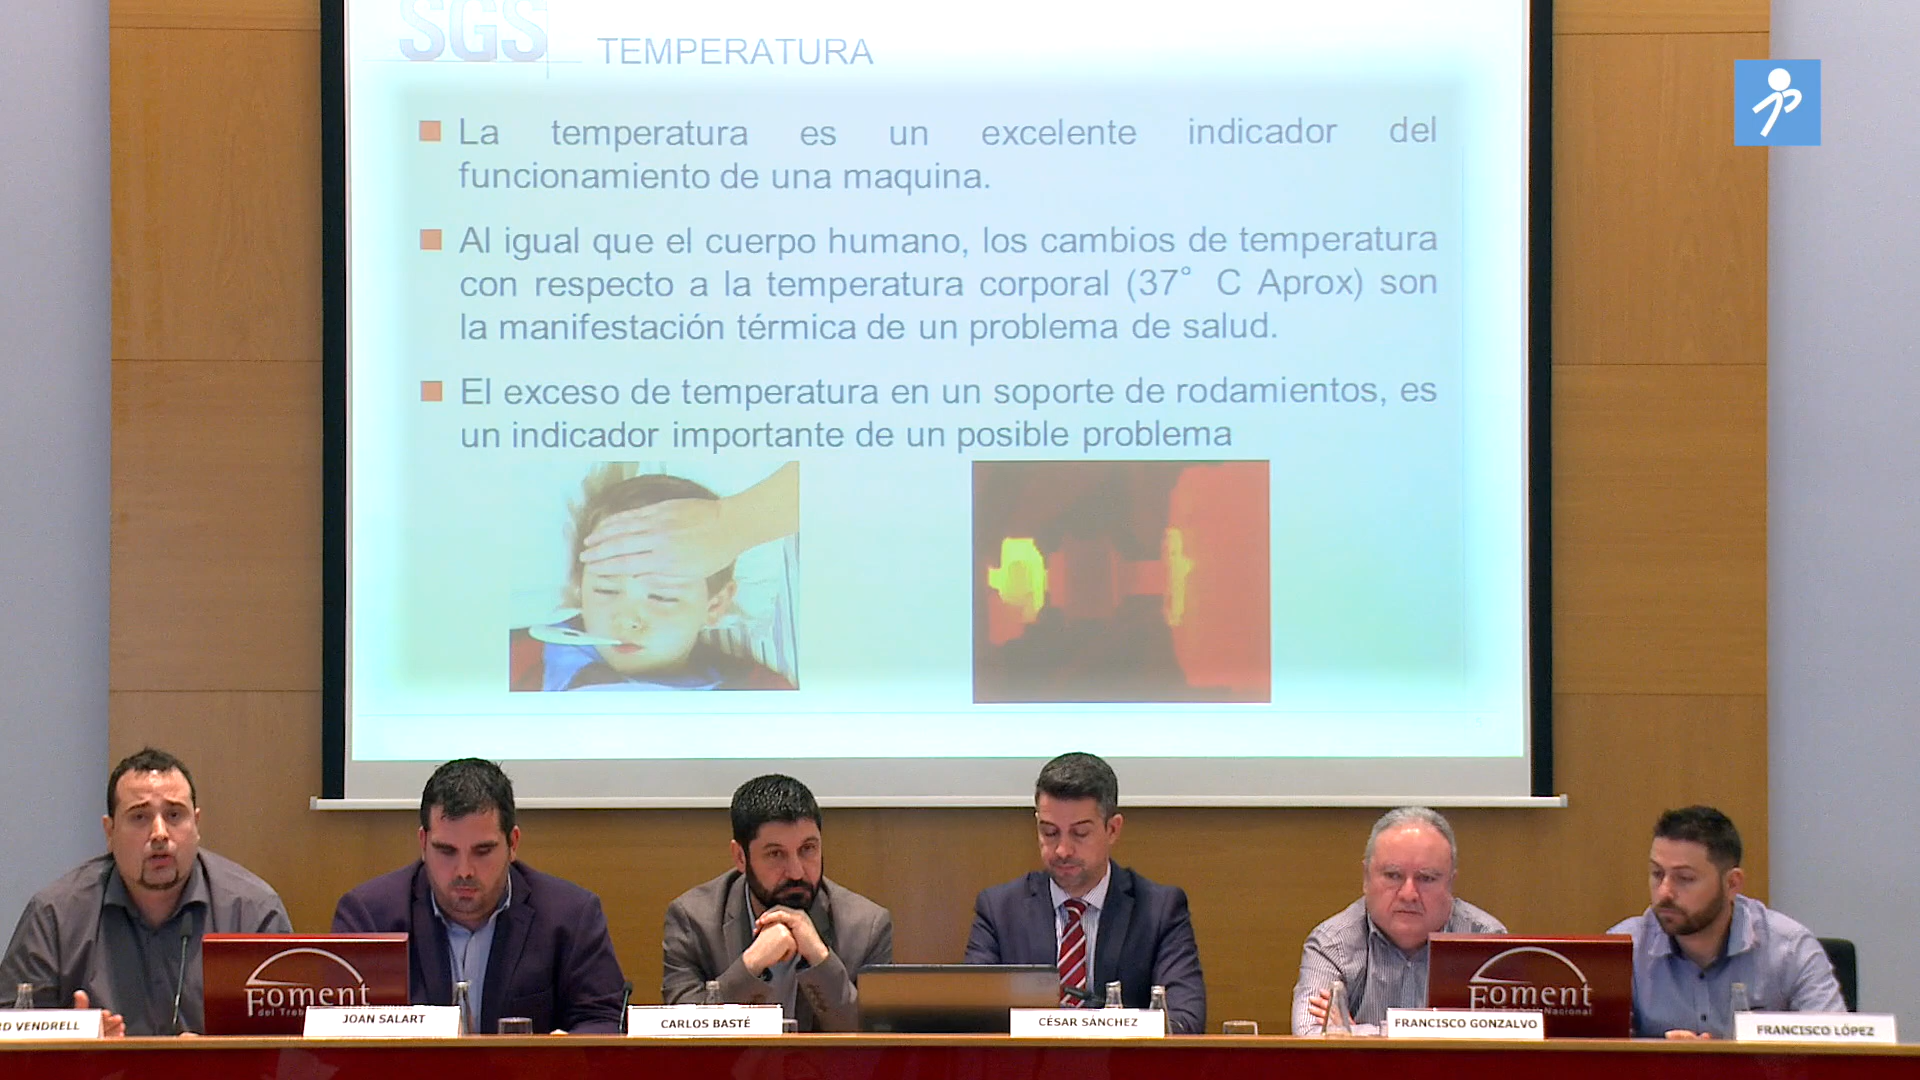 SGS
TEMPERATURA
La temperatura es un excelente indicador del
funcionamiento de una maquina.
Al igual que el cuerpo humano, los cambios de temperatura
con respecto a la temperatura corporal (37° C Aprox) son
la manifestación térmica de un problema de salud.
El exceso de temperatura en un soporte de rodamientos, es
un indicador importante de un posible problema
Foment
del
Foment
Nacional
VENDRELL
JOAN SALART
CARLOS BASTÉ
CÉSAR SÁNCHEZ
FRANCISCO GONZALVO
FRANCISCO LÓPEZ